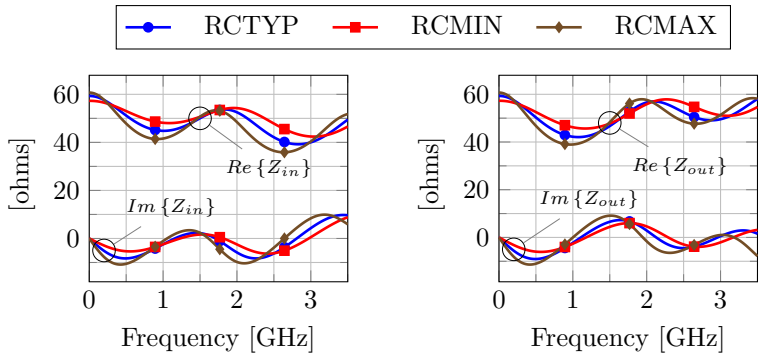 RCTYP RCMIN RCMAX
60
40
20
0
[ohms]
Re {Z_in}
Im {Z_in}
0 1 2 3
Frequency [GHz]
60
40
20
0
[ohms]
Re {Z_out}
Im {Z_out}
0 1 2 3
Frequency [GHz]